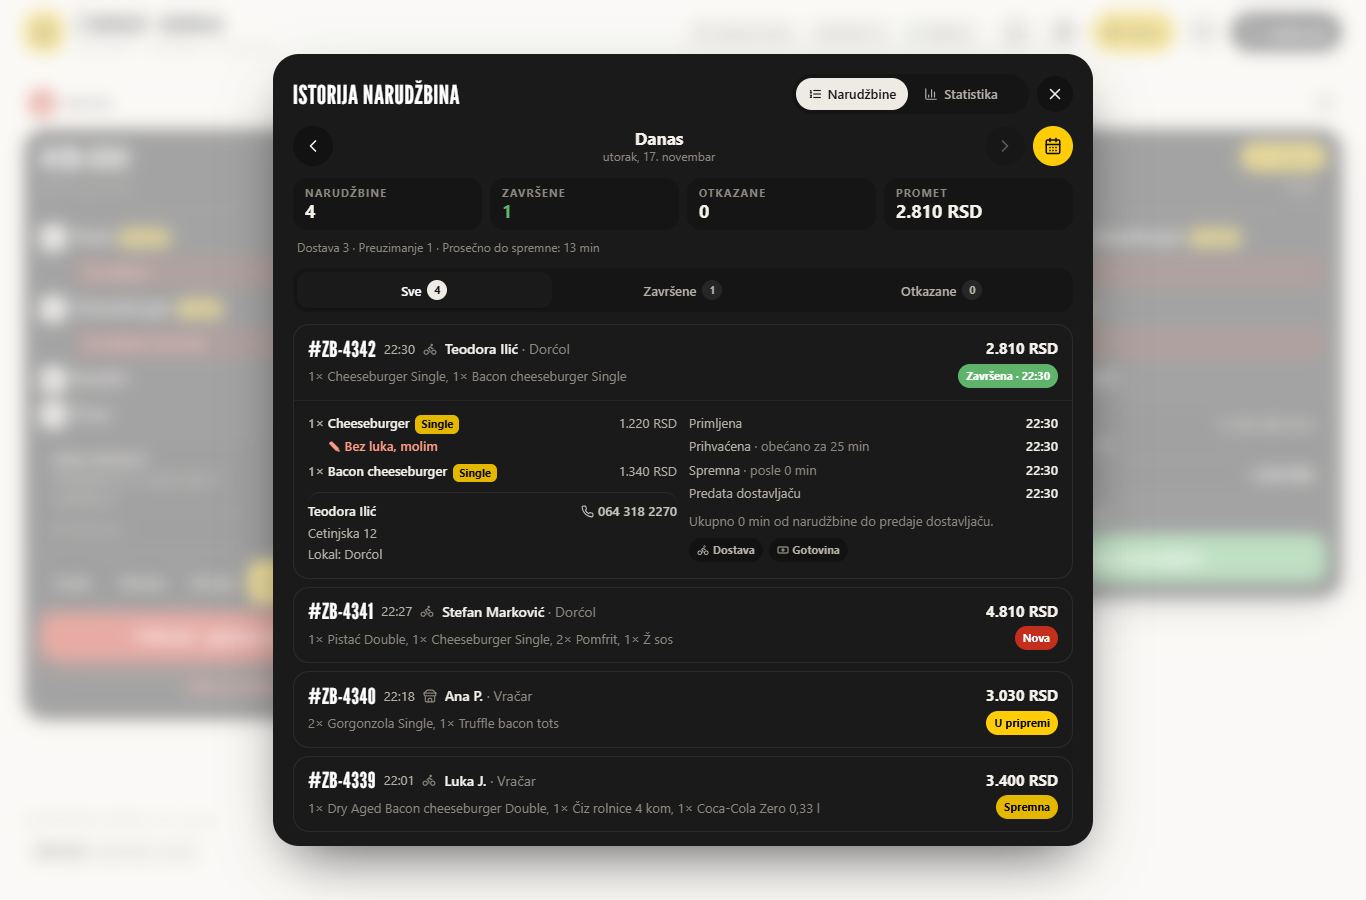 ISTORIJA NARUDŽBINA
Narudžbine
Statistika
Danas
utorak, 17. novembar
NARUDŽBINE
4
ZAVRŠENE
1
OTKAZANE
0
PROMET
2.810 RSD
Dostava 3 · Preuzimanje 1 · Prosečno do spremne: 13 min
Sve 4
Završene 1
Otkazane 0
#ZB-4342 22:30 Teodora Ilić · Dorćol
2.810 RSD
1× Cheeseburger Single, 1× Bacon cheeseburger Single
Završena · 22:30
1× Cheeseburger Single 1.220 RSD
Bez luka, molim
1× Bacon cheeseburger Single 1.340 RSD
Teodora Ilić 064 318 2270
Cetinjska 12
Lokal: Dorćol
Primljena 22:30
Prihvaćena · obećano za 25 min 22:30
Spremna · posle 0 min 22:30
Predata dostavljaču 22:30
Ukupno 0 min od narudžbine do predaje dostavljaču.
Dostava
Gotovina
#ZB-4341 22:27 Stefan Marković · Dorćol
4.810 RSD
1× Pistać Double, 1× Cheeseburger Single, 2× Pomfrit, 1× Ž sos
Nova
#ZB-4340 22:18 Ana P. · Vračar
3.030 RSD
2× Gorgonzola Single, 1× Truffle bacon tots
U pripremi
#ZB-4339 22:01 Luka J. · Vračar
3.400 RSD
1× Dry Aged Bacon cheeseburger Double, 1× Čiz rolnice 4 kom, 1× Coca-Cola Zero 0,33 l
Spremna